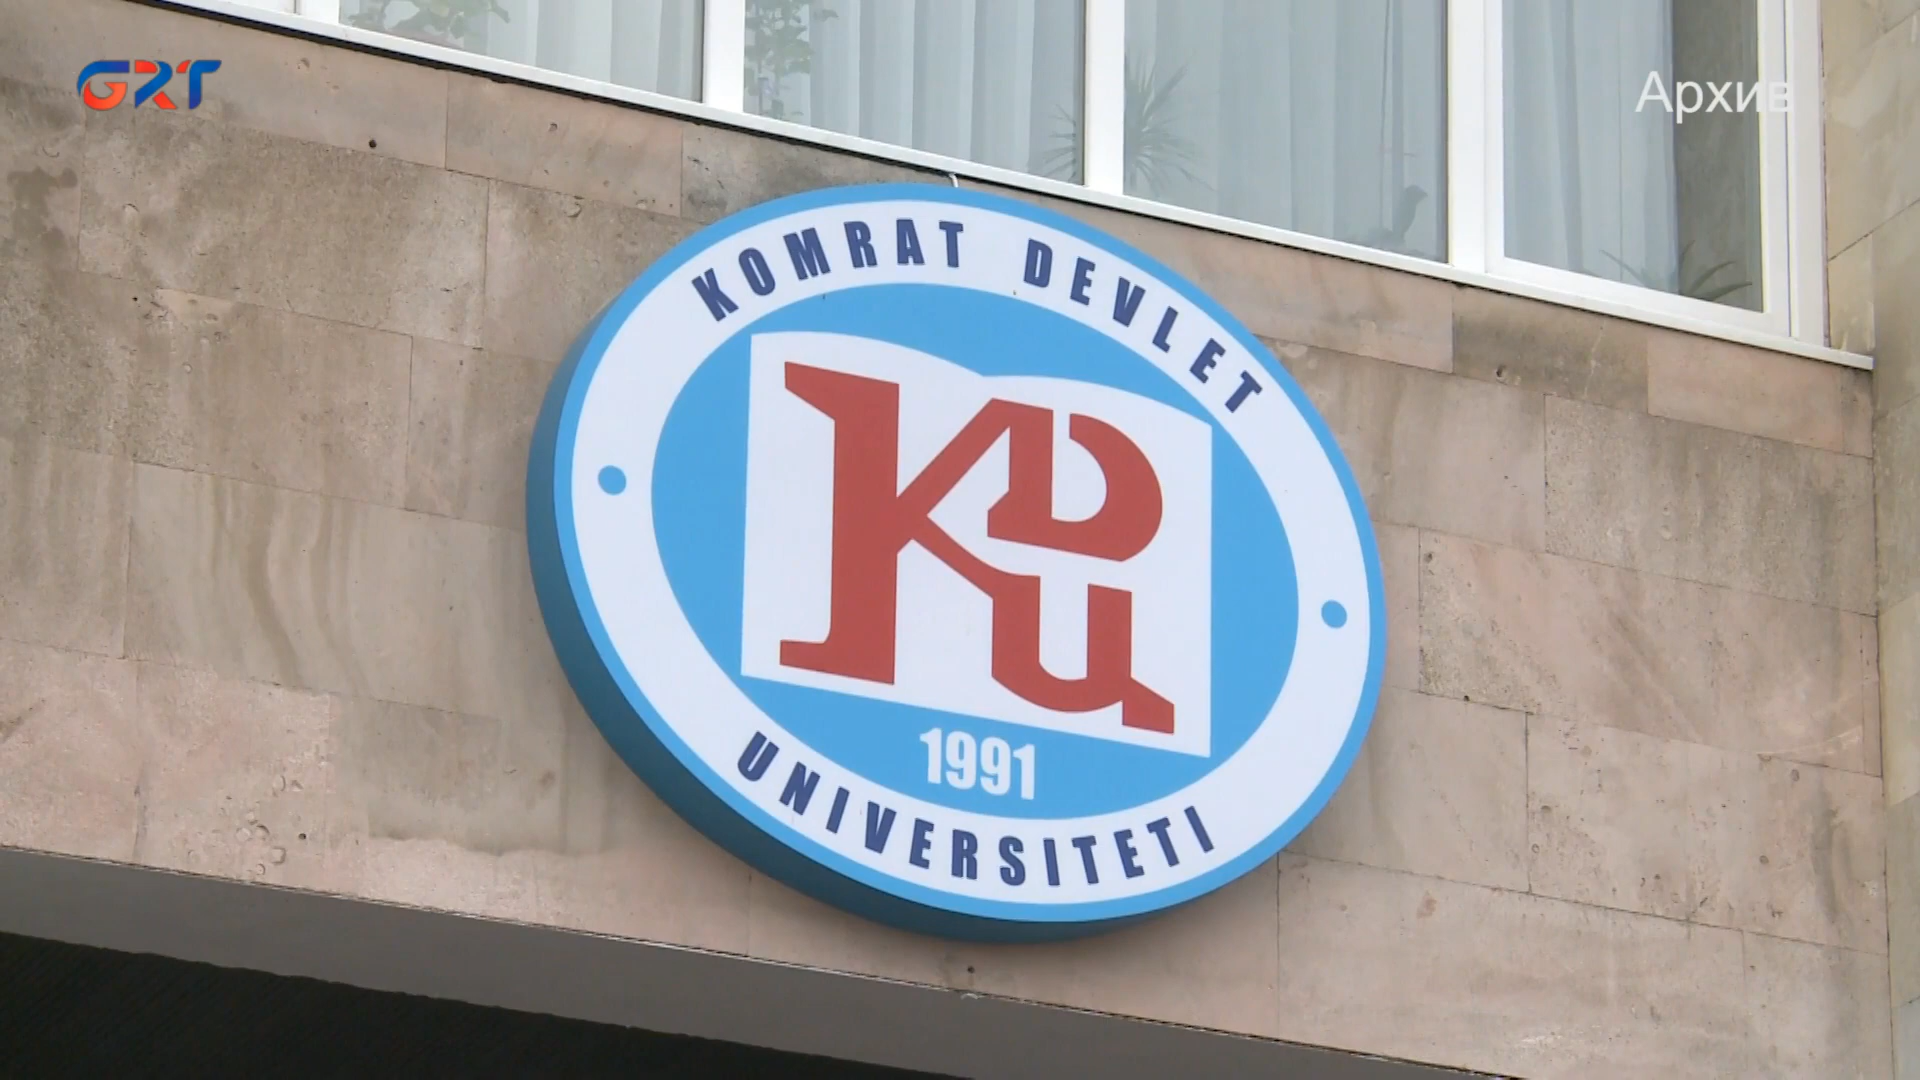 GRT
Архив
KOMRAT DEVLET
KDU
1991
UNIVERSITETI